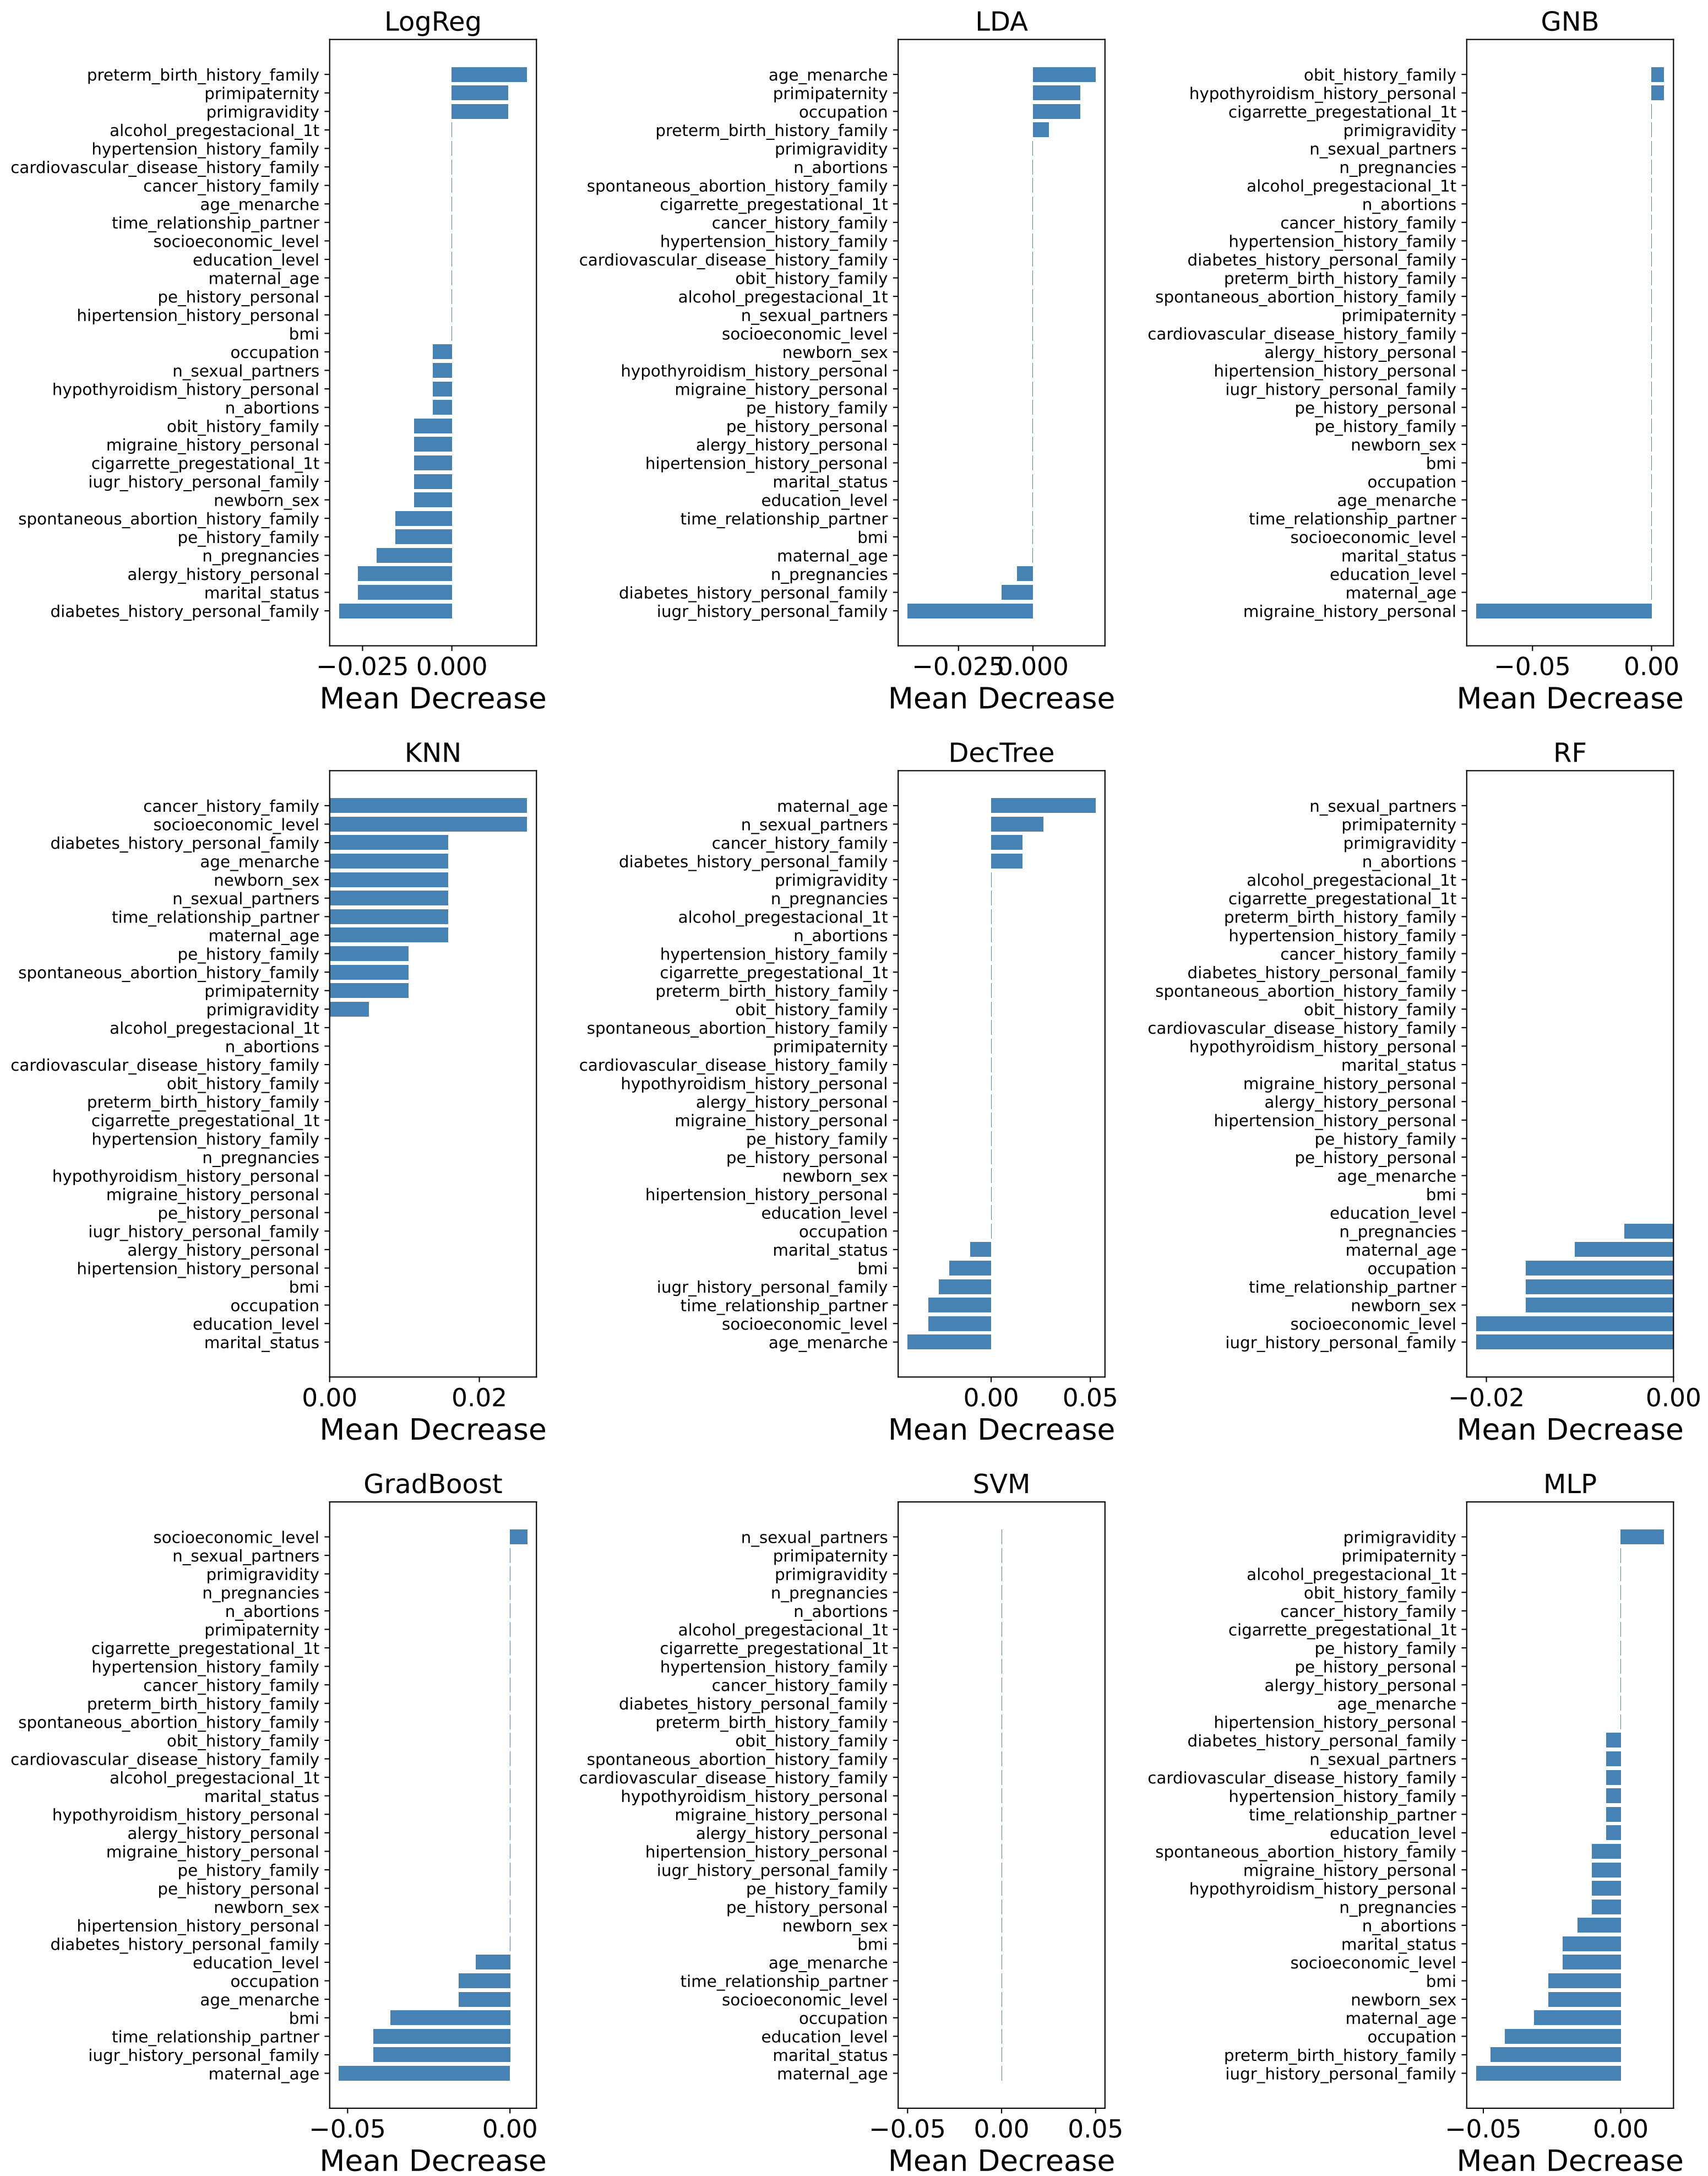 LogReg
preterm_birth_history_family
primipaternity
primigravidity
alcohol_pregestacional_1t
hypertension_history_family
cardiovascular_disease_history_family
cancer_history_family
age_menarche
time_relationship_partner
socioeconomic_level
education_level
maternal_age
pe_history_personal
hipertension_history_personal
bmi
occupation
n_sexual_partners
hypothyroidism_history_personal
n_abortions
obit_history_family
migraine_history_personal
cigarrette_pregestational_1t
iugr_history_personal_family
newborn_sex
spontaneous_abortion_history_family
pe_history_family
n_pregnancies
alergy_history_personal
marital_status
diabetes_history_personal_family
−0.025 0.000
Mean Decrease
LDA
age_menarche
primipaternity
occupation
preterm_birth_history_family
primigravidity
n_abortions
spontaneous_abortion_history_family
cigarrette_pregestational_1t
cancer_history_family
hypertension_history_family
cardiovascular_disease_history_family
obit_history_family
alcohol_pregestacional_1t
n_sexual_partners
socioeconomic_level
newborn_sex
hypothyroidism_history_personal
migraine_history_personal
pe_history_family
pe_history_personal
alergy_history_personal
hipertension_history_personal
marital_status
education_level
time_relationship_partner
bmi
maternal_age
n_pregnancies
diabetes_history_personal_family
iugr_history_personal_family
−0.025 0.000
Mean Decrease
GNB
obit_history_family
hypothyroidism_history_personal
cigarrette_pregestational_1t
primigravidity
n_sexual_partners
n_pregnancies
alcohol_pregestacional_1t
n_abortions
cancer_history_family
hypertension_history_family
diabetes_history_personal_family
preterm_birth_history_family
spontaneous_abortion_history_family
primipaternity
cardiovascular_disease_history_family
alergy_history_personal
hipertension_history_personal
iugr_history_personal_family
pe_history_personal
pe_history_family
newborn_sex
bmi
occupation
age_menarche
time_relationship_partner
socioeconomic_level
marital_status
education_level
maternal_age
migraine_history_personal
−0.05 0.00
Mean Decrease
KNN
cancer_history_family
socioeconomic_level
diabetes_history_personal_family
age_menarche
newborn_sex
n_sexual_partners
time_relationship_partner
maternal_age
pe_history_family
spontaneous_abortion_history_family
primipaternity
primigravidity
alcohol_pregestacional_1t
n_abortions
cardiovascular_disease_history_family
obit_history_family
preterm_birth_history_family
cigarrette_pregestational_1t
hypertension_history_family
n_pregnancies
hypothyroidism_history_personal
migraine_history_personal
pe_history_personal
iugr_history_personal_family
alergy_history_personal
hipertension_history_personal
bmi
occupation
education_level
marital_status
0.00 0.02
Mean Decrease
DecTree
maternal_age
n_sexual_partners
cancer_history_family
diabetes_history_personal_family
primigravidity
n_pregnancies
alcohol_pregestacional_1t
n_abortions
hypertension_history_family
cigarrette_pregestational_1t
preterm_birth_history_family
obit_history_family
spontaneous_abortion_history_family
primipaternity
cardiovascular_disease_history_family
hypothyroidism_history_personal
alergy_history_personal
migraine_history_personal
pe_history_family
pe_history_personal
newborn_sex
hipertension_history_personal
education_level
occupation
marital_status
bmi
iugr_history_personal_family
time_relationship_partner
socioeconomic_level
age_menarche
0.00 0.05
Mean Decrease
RF
n_sexual_partners
primipaternity
primigravidity
n_abortions
alcohol_pregestacional_1t
cigarrette_pregestational_1t
preterm_birth_history_family
hypertension_history_family
cancer_history_family
diabetes_history_personal_family
spontaneous_abortion_history_family
obit_history_family
cardiovascular_disease_history_family
hypothyroidism_history_personal
marital_status
migraine_history_personal
alergy_history_personal
hipertension_history_personal
pe_history_family
pe_history_personal
age_menarche
bmi
education_level
n_pregnancies
maternal_age
occupation
time_relationship_partner
newborn_sex
socioeconomic_level
iugr_history_personal_family
−0.02 0.00
Mean Decrease
GradBoost
socioeconomic_level
n_sexual_partners
primigravidity
n_pregnancies
n_abortions
primipaternity
cigarrette_pregestational_1t
hypertension_history_family
cancer_history_family
preterm_birth_history_family
spontaneous_abortion_history_family
obit_history_family
cardiovascular_disease_history_family
alcohol_pregestacional_1t
marital_status
hypothyroidism_history_personal
alergy_history_personal
migraine_history_personal
pe_history_family
pe_history_personal
newborn_sex
hipertension_history_personal
diabetes_history_personal_family
education_level
occupation
age_menarche
bmi
time_relationship_partner
iugr_history_personal_family
maternal_age
−0.05 0.00
Mean Decrease
SVM
n_sexual_partners
primipaternity
primigravidity
n_pregnancies
n_abortions
alcohol_pregestacional_1t
cigarrette_pregestational_1t
hypertension_history_family
cancer_history_family
diabetes_history_personal_family
preterm_birth_history_family
obit_history_family
spontaneous_abortion_history_family
cardiovascular_disease_history_family
hypothyroidism_history_personal
migraine_history_personal
alergy_history_personal
hipertension_history_personal
iugr_history_personal_family
pe_history_family
pe_history_personal
newborn_sex
bmi
age_menarche
time_relationship_partner
socioeconomic_level
occupation
education_level
marital_status
maternal_age
−0.05 0.00 0.05
Mean Decrease
MLP
primigravidity
primipaternity
alcohol_pregestacional_1t
obit_history_family
cancer_history_family
cigarrette_pregestational_1t
pe_history_family
pe_history_personal
alergy_history_personal
age_menarche
hipertension_history_personal
diabetes_history_personal_family
n_sexual_partners
cardiovascular_disease_history_family
hypertension_history_family
time_relationship_partner
education_level
spontaneous_abortion_history_family
migraine_history_personal
hypothyroidism_history_personal
n_pregnancies
n_abortions
marital_status
socioeconomic_level
bmi
newborn_sex
maternal_age
occupation
preterm_birth_history_family
iugr_history_personal_family
−0.05 0.00
Mean Decrease